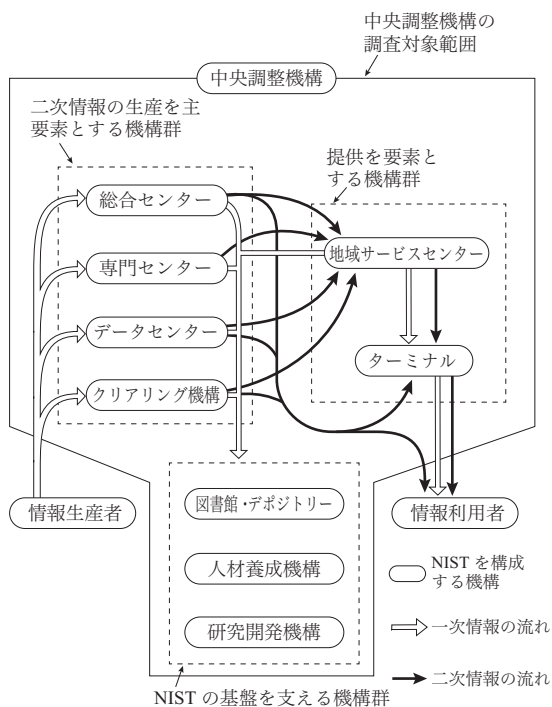 中央調整機構の
調査対象範囲
中央調整機構
二次情報の生産を主
要素とする機構群
提供を要素と
する機構群
総合センター
地域サービスセンター
専門センター
データセンター
ターミナル
クリアリング機構
情報生産者
図書館・デポジトリー
情報利用者
人材養成機構
NIST を構成
する機構
研究開発機構
一次情報の流れ
二次情報の流れ
NIST の基盤を支える機構群